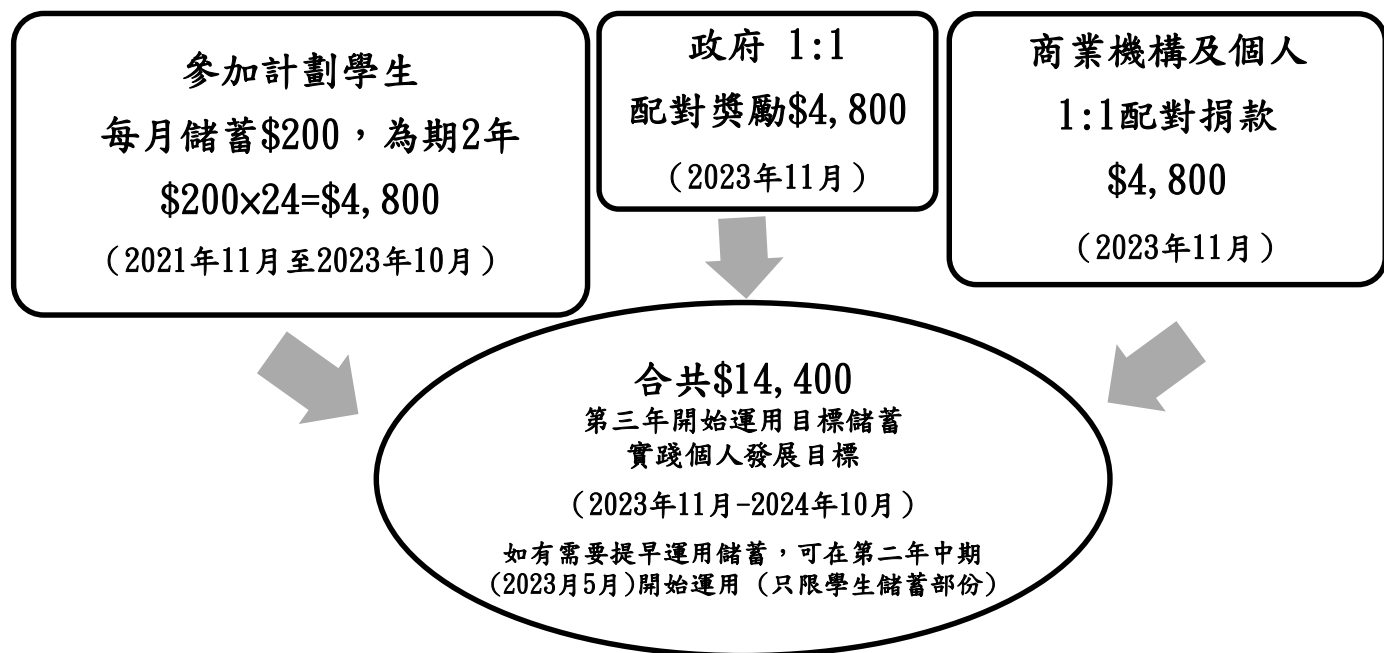 參加計劃學生
每月儲蓄$200，為期2年
$200×24=$4,800
（2021年11月至2023年10月）
政府 1:1
配對獎勵$4,800
（2023年11月）
商業機構及個人
1:1配對捐款
$4,800
（2023年11月）
合共$14,400
第三年開始運用目標儲蓄
實踐個人發展目標
（2023年11月-2024年10月）
如有需要提早運用儲蓄，可在第二年中期
(2023月5月)開始運用 (只限學生儲蓄部份)